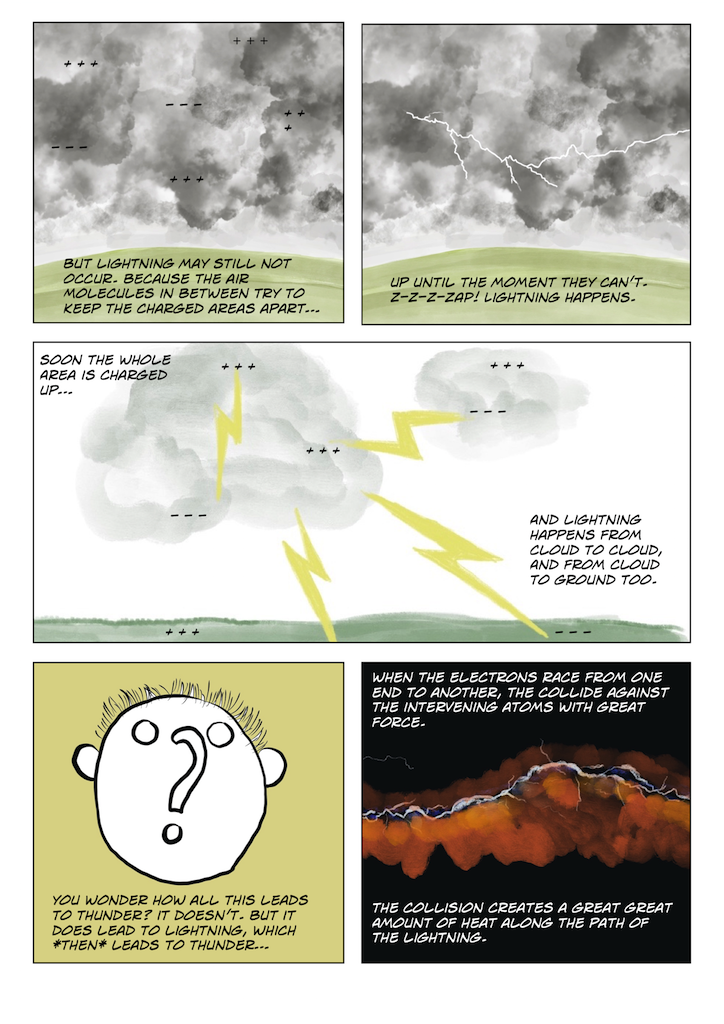 + + +
+ + +
- - -
+ +
+
- - -
+ + +
BUT LIGHTNING MAY STILL NOT
OCCUR. BECAUSE THE AIR
MOLECULES IN BETWEEN TRY TO
KEEP THE CHARGED AREAS APART...
UP UNTIL THE MOMENT THEY CAN'T.
Z-Z-Z-ZAP! LIGHTNING HAPPENS.
SOON THE WHOLE
AREA IS CHARGED
UP...
+ + +
+ + +
- - -
+ + +
- - -
AND LIGHTNING
HAPPENS FROM
CLOUD TO CLOUD,
AND FROM CLOUD
TO GROUND TOO.
+ + +
- - -
?
YOU WONDER HOW ALL THIS LEADS
TO THUNDER? IT DOESN'T. BUT IT
DOES LEAD TO LIGHTNING, WHICH
*THEN* LEADS TO THUNDER...
WHEN THE ELECTRONS RACE FROM ONE
END TO ANOTHER, THE COLLIDE AGAINST
THE INTERVENING ATOMS WITH GREAT
FORCE.
THE COLLISION CREATES A GREAT GREAT
AMOUNT OF HEAT ALONG THE PATH OF
THE LIGHTNING.